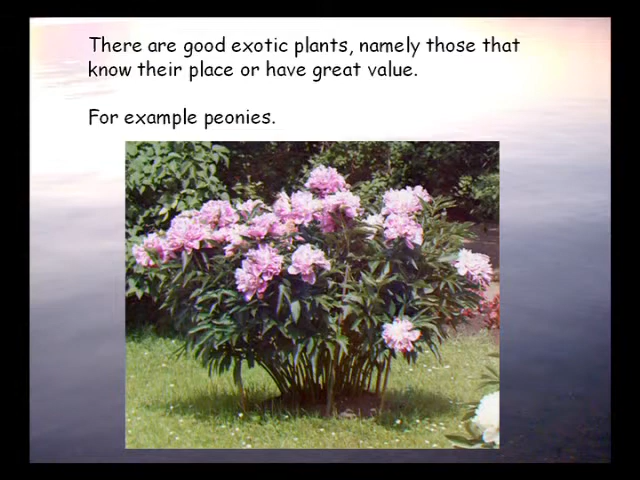 There are good exotic plants, namely those that
know their place or have great value.
For example peonies.